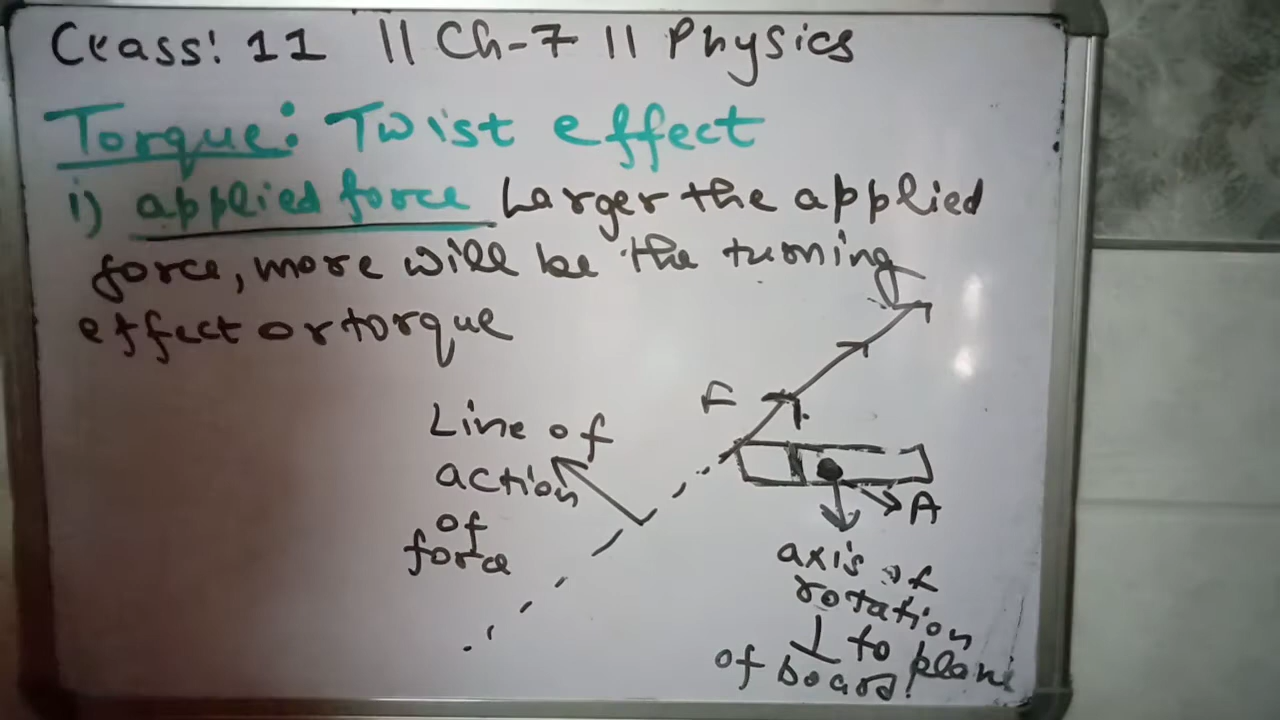 Class: 11 || Ch-7 || Physics
Torque: Twist effect
i) applied force Larger the applied
force, more will be the turning
effect or torque
F
Line of
action
of
force
A
axis of
rotation
⊥ to plane
of board.